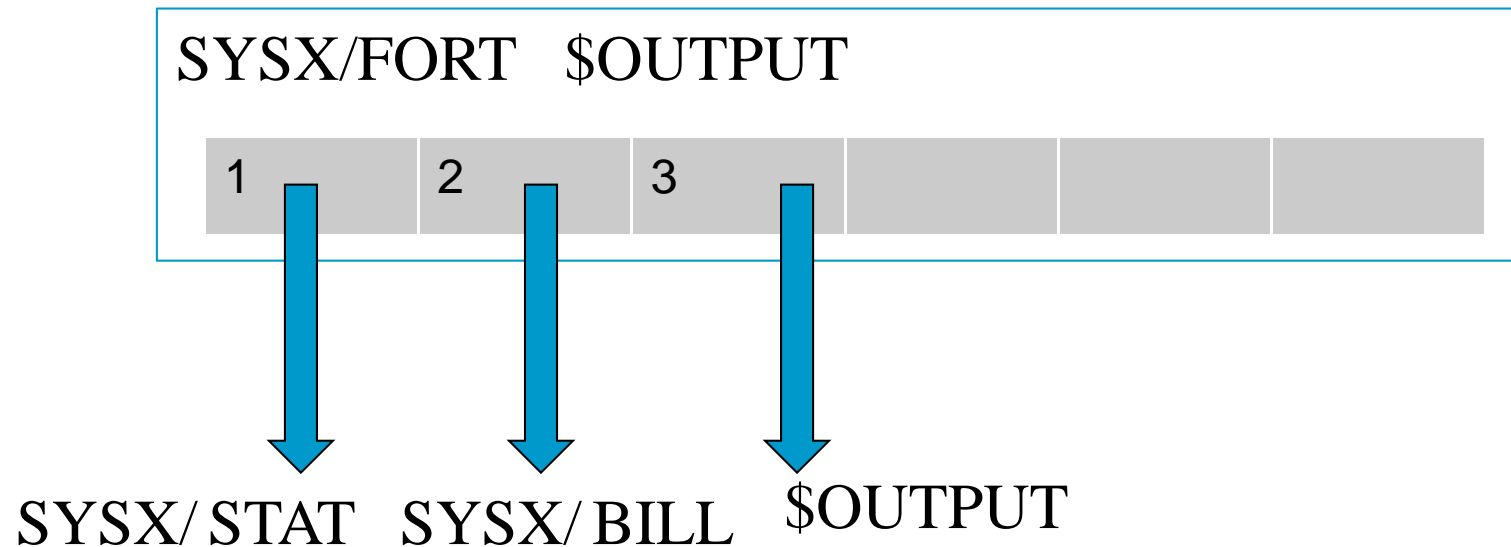 SYSX/FORT $OUTPUT
1 2 3
SYSX/ STAT SYSX/ BILL $OUTPUT